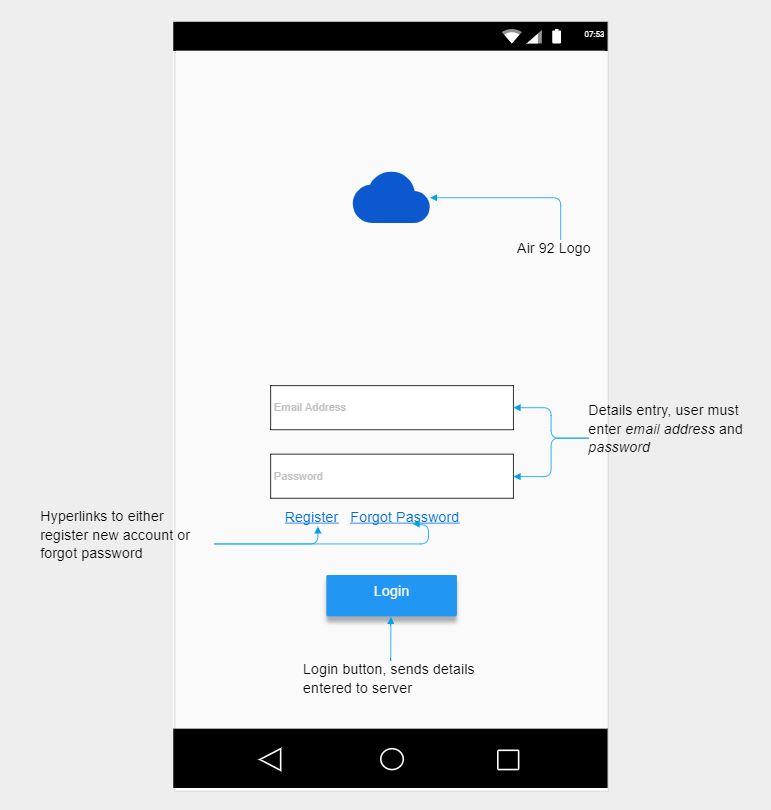 07:53
Air 92 Logo
Email Address
Details entry, user must
enter email address and
password
Password
Register Forgot Password
Hyperlinks to either
register new account or
forgot password
Login
Login button, sends details
entered to server